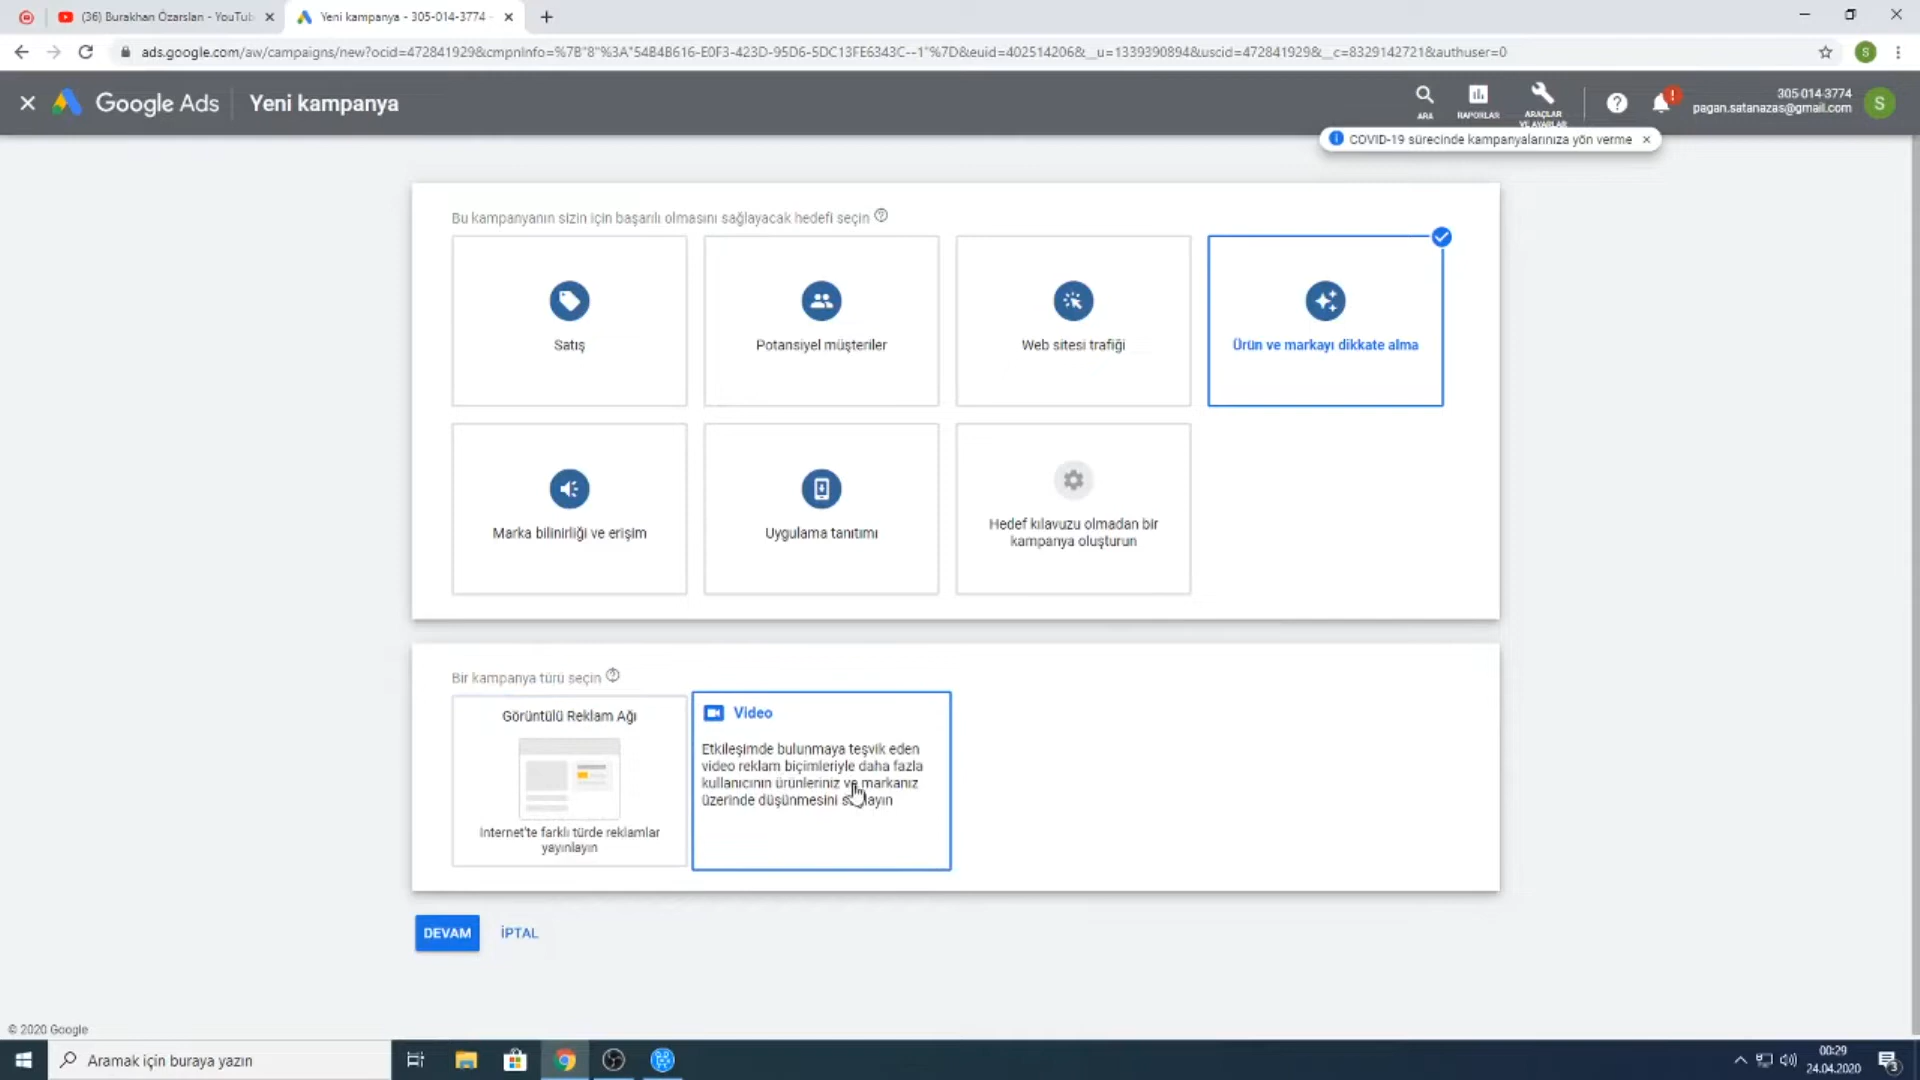 (36) Burakhan Özarslan - YouTub
Yeni kampanya - 305-014-3774 -
ads.google.com/aw/campaigns/new?ocid=472841929&cmpnInfo=%7B"8"%3A"54B4B616-E0F3-423D-95D6-5DC13FE6343C--1"%7D&euid=402514206&__u=1339390894&uscid=472841929&__c=8329142721&authuser=0
S
Google Ads
Yeni kampanya
ARA
RAPORLAR
ARAÇLAR
VE AYARLAR
305-014-3774
pagan.satanazas@gmail.com
S
COVID-19 sürecinde kampanyalarınıza yön verme
Bu kampanyanın sizin için başarılı olmasını sağlayacak hedefi seçin
Satış
Potansiyel müşteriler
Web sitesi trafiği
Ürün ve markayı dikkate alma
Marka bilinirliği ve erişim
Uygulama tanıtımı
Hedef kılavuzu olmadan bir
kampanya oluşturun
Bir kampanya türü seçin
Görüntülü Reklam Ağı
Internet'te farklı türde reklamlar
yayınlayın
Video
Etkileşimde bulunmaya teşvik eden
video reklam biçimleriyle daha fazla
kullanıcının ürünleriniz ve markanız
üzerinde düşünmesini sağlayın
DEVAM
İPTAL
© 2020 Google
Aramak için buraya yazın
00:29
24.04.2020
3